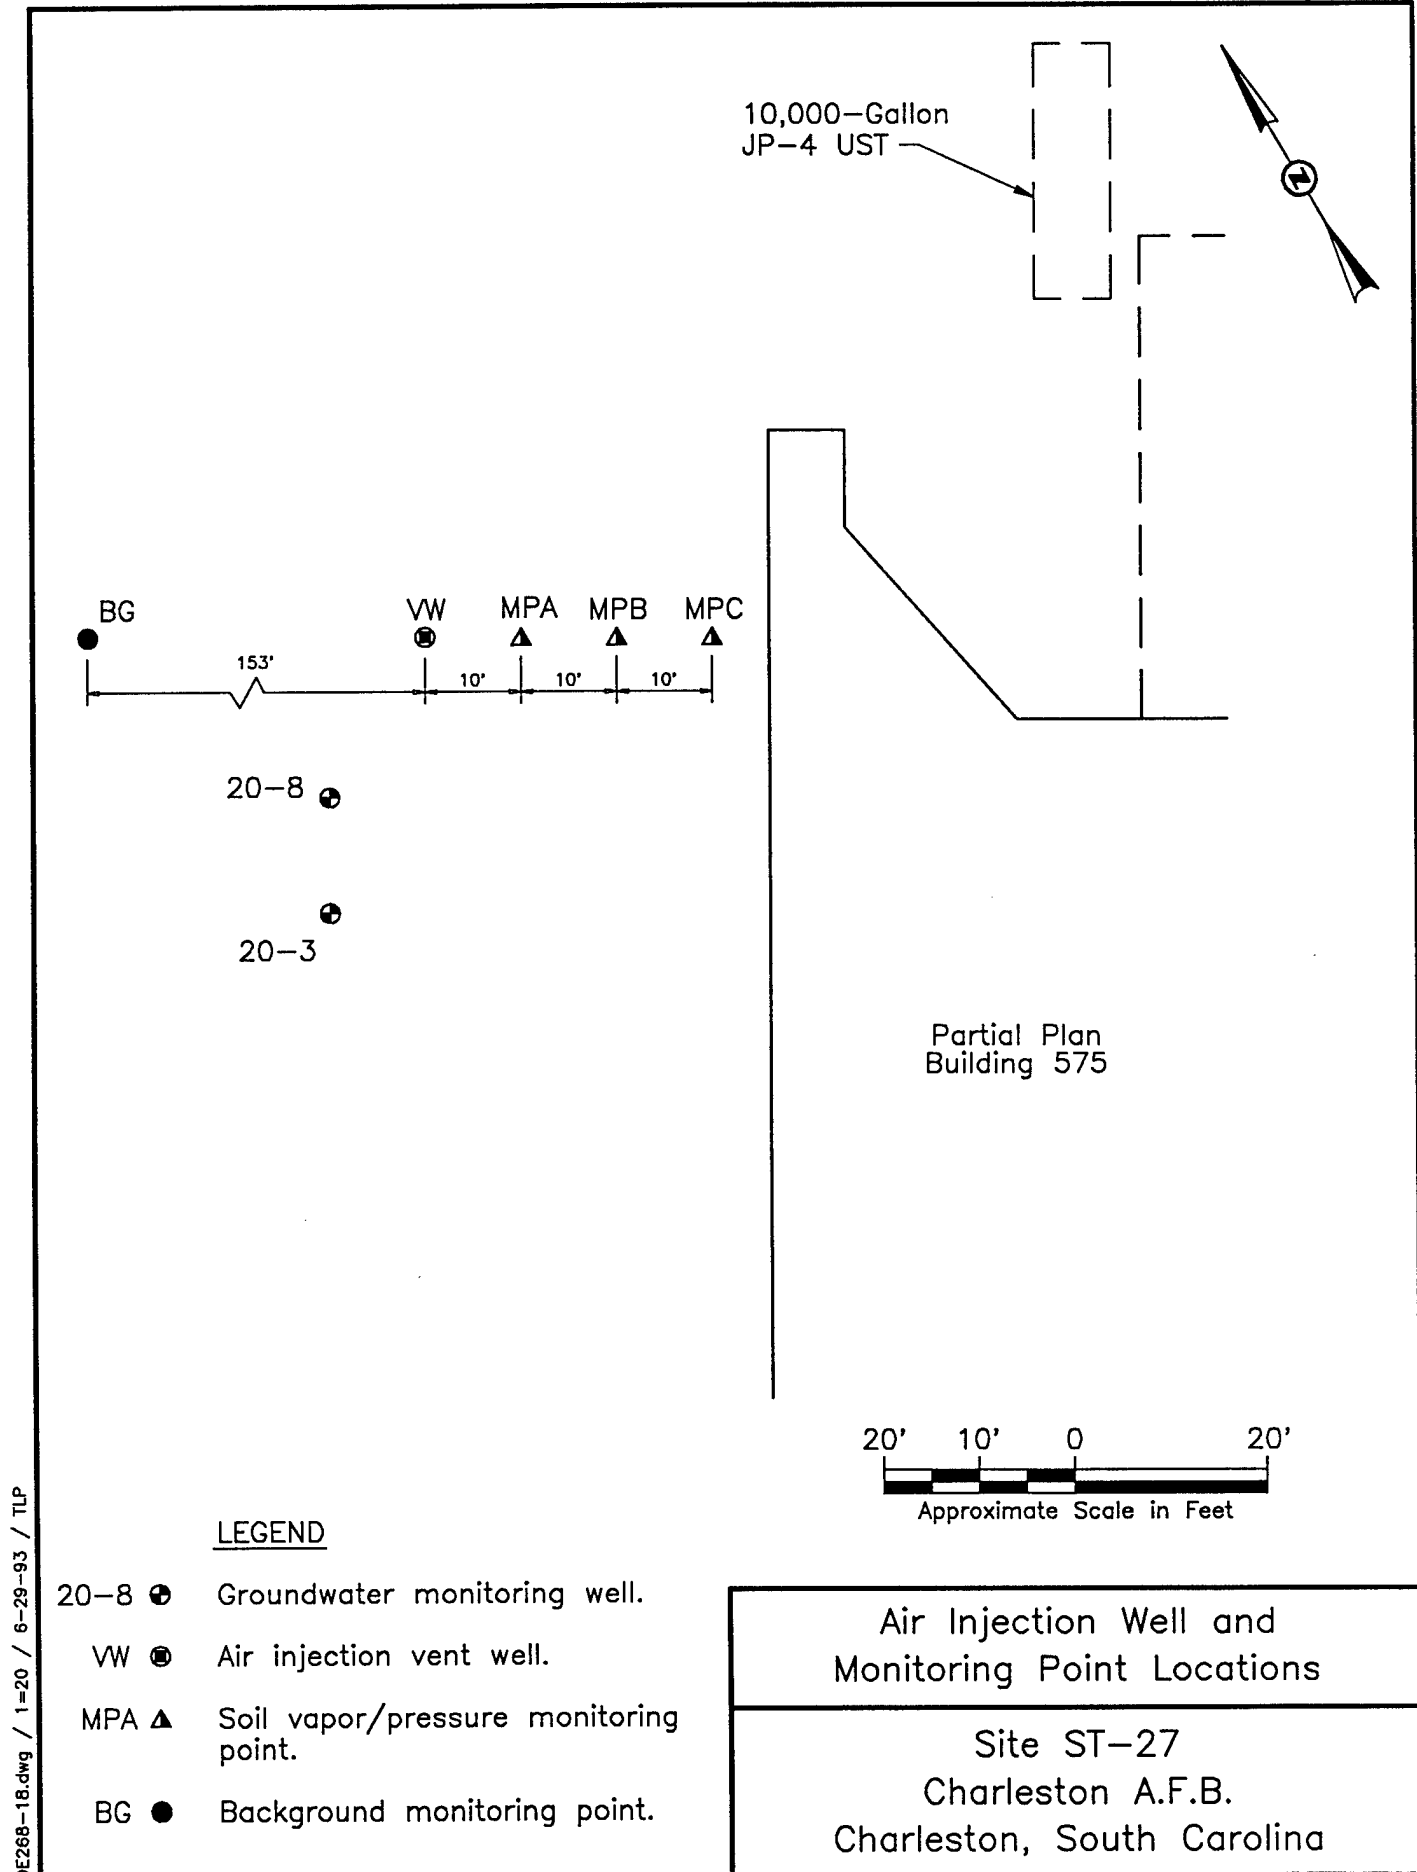 10,000-Gallon
JP-4 UST
N
BG
VW
MPA
MPB
MPC
153'
10'
10'
10'
20-8
20-3
Partial Plan
Building 575
20' 10' 0 20'
Approximate Scale in Feet
LEGEND
20-8 Groundwater monitoring well.
VW Air injection vent well.
MPA Soil vapor/pressure monitoring
point.
BG Background monitoring point.
Air Injection Well and
Monitoring Point Locations
Site ST-27
Charleston A.F.B.
Charleston, South Carolina
E268-18.dwg / 1=20 / 6-29-93 / TLP